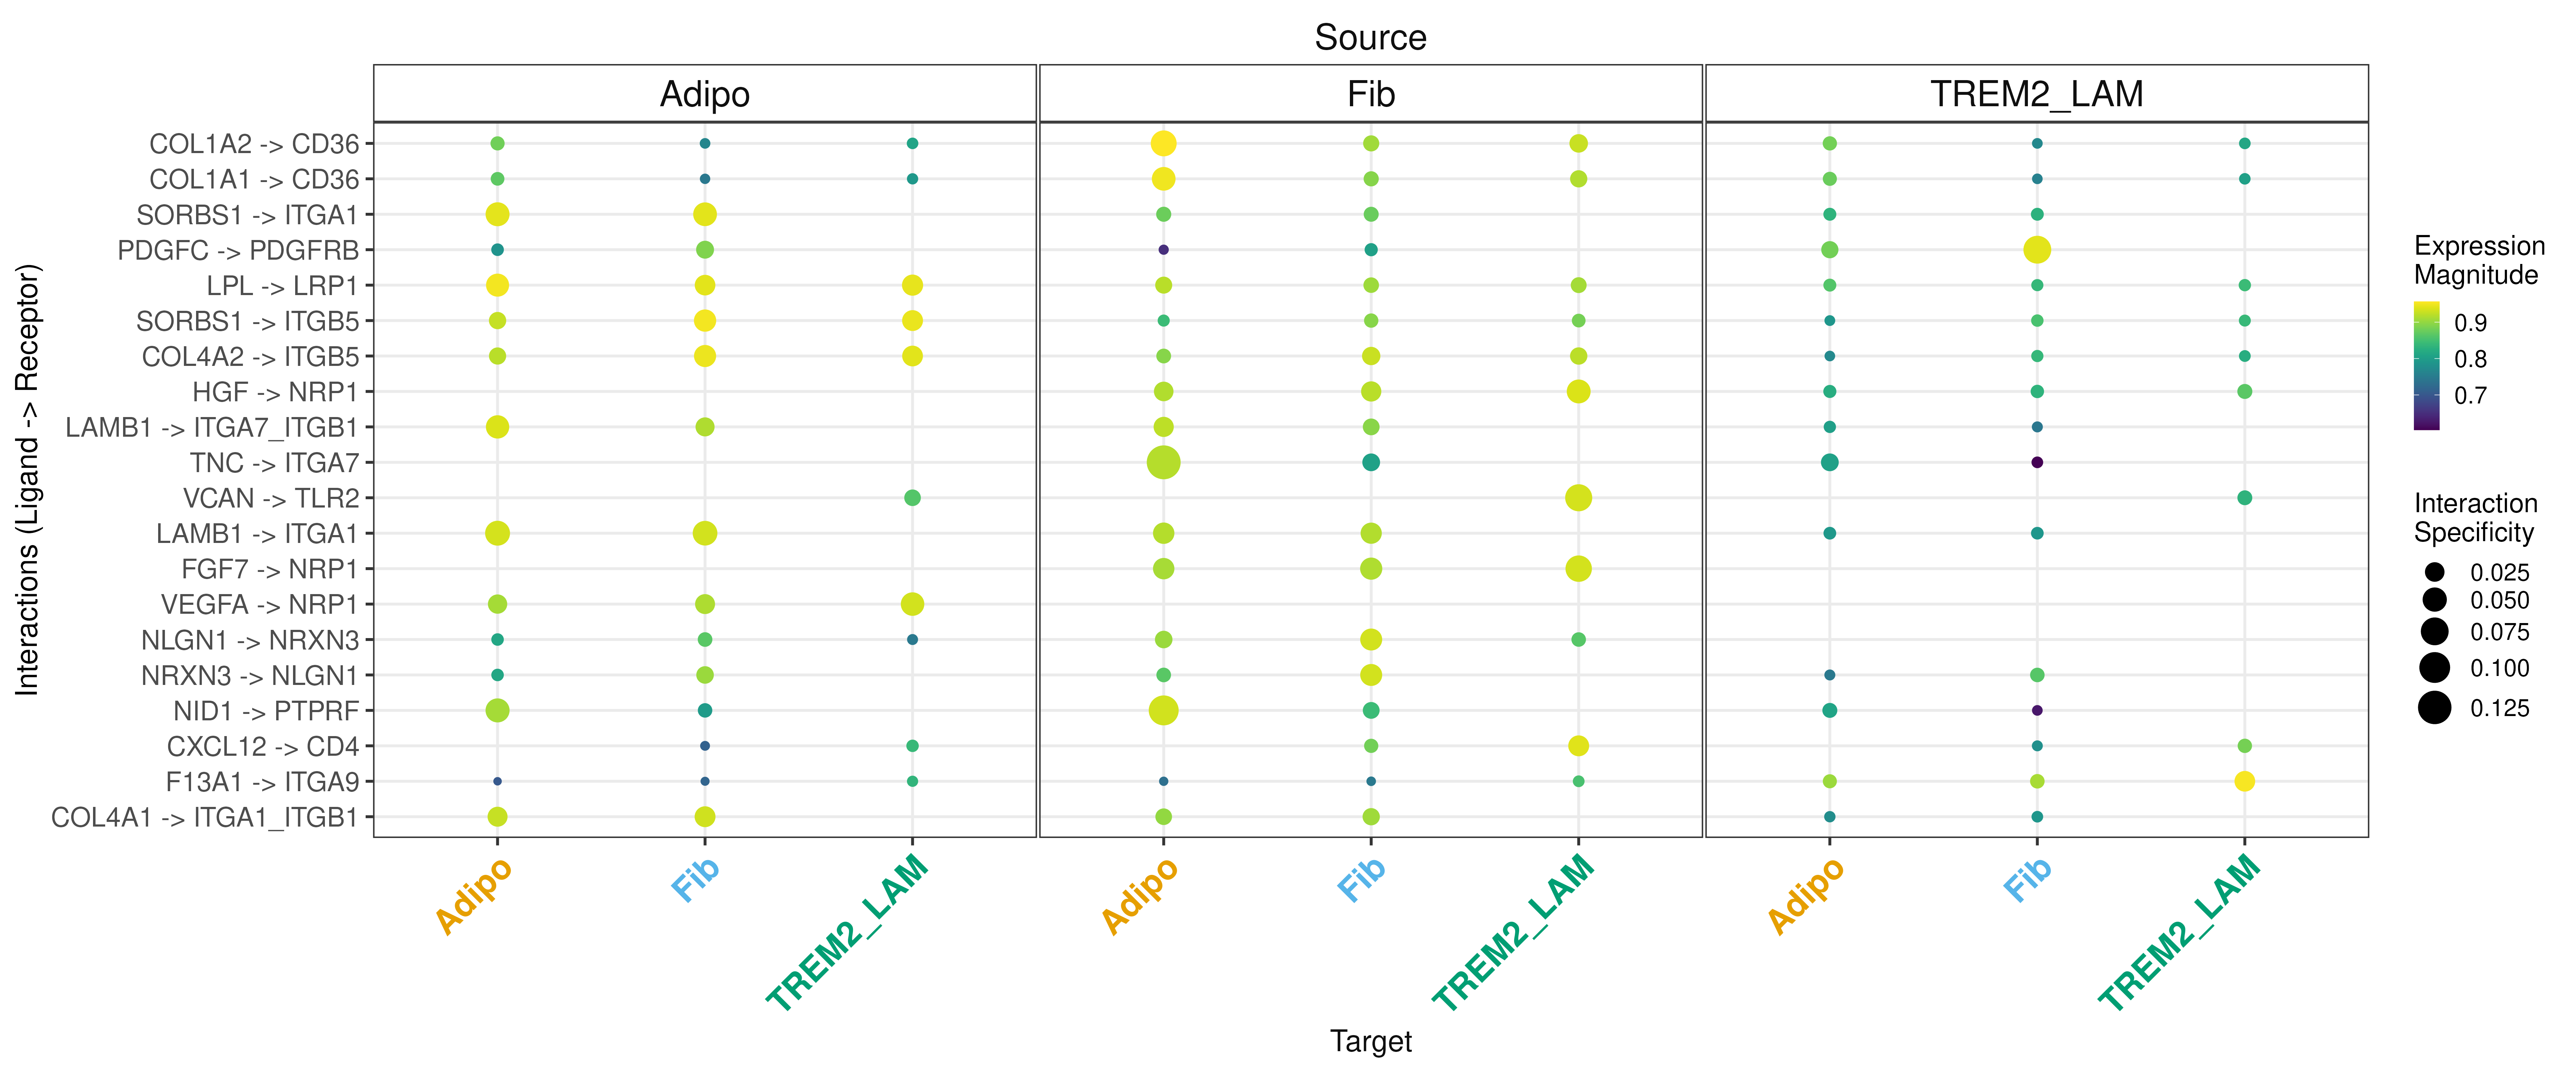 Source
Adipo
Fib
TREM2_LAM
Interactions (Ligand -> Receptor)
COL1A2 -> CD36
COL1A1 -> CD36
SORBS1 -> ITGA1
PDGFC -> PDGFRB
LPL -> LRP1
SORBS1 -> ITGB5
COL4A2 -> ITGB5
HGF -> NRP1
LAMB1 -> ITGA7_ITGB1
TNC -> ITGA7
VCAN -> TLR2
LAMB1 -> ITGA1
FGF7 -> NRP1
VEGFA -> NRP1
NLGN1 -> NRXN3
NRXN3 -> NLGN1
NID1 -> PTPRF
CXCL12 -> CD4
F13A1 -> ITGA9
COL4A1 -> ITGA1_ITGB1
Adipo
Fib
TREM2_LAM
Adipo
Fib
TREM2_LAM
Adipo
Fib
TREM2_LAM
Target
Expression
Magnitude
0.9
0.8
0.7
Interaction
Specificity
0.025
0.050
0.075
0.100
0.125